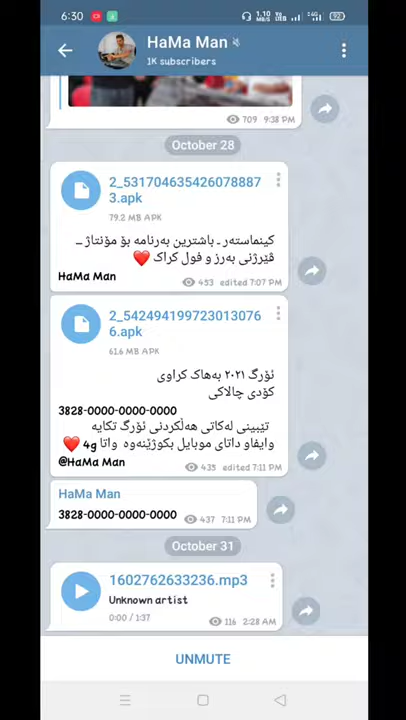 6:30
1.10
HaMa Man
1K subscribers
709 9:38 PM
October 28
2_531704635426078887
3.apk
79.2 MB APK
کینماستەر ـ باشترین بەرنامە بۆ مۆنتاژ ــ
ڤێرژنی بەرز و فول کراک ❤️
HaMa Man
453 edited 7:07 PM
2_542494199723013076
6.apk
61.6 MB APK
ئۆرگ ٢٠٢١ بەهاک کراوی
کۆدی چالاکی
3828-0000-0000-0000
تێبینی لەکاتی هەڵکردنی ئۆرگ تکایە
وایفاو داتای موبایل بکوژێنەوە واتا 4g ❤️
@HaMa Man
435 edited 7:11 PM
HaMa Man
3828-0000-0000-0000
437 7:11 PM
October 31
1602762633236.mp3
Unknown artist
0:00 / 1:37
116 2:28 AM
UNMUTE